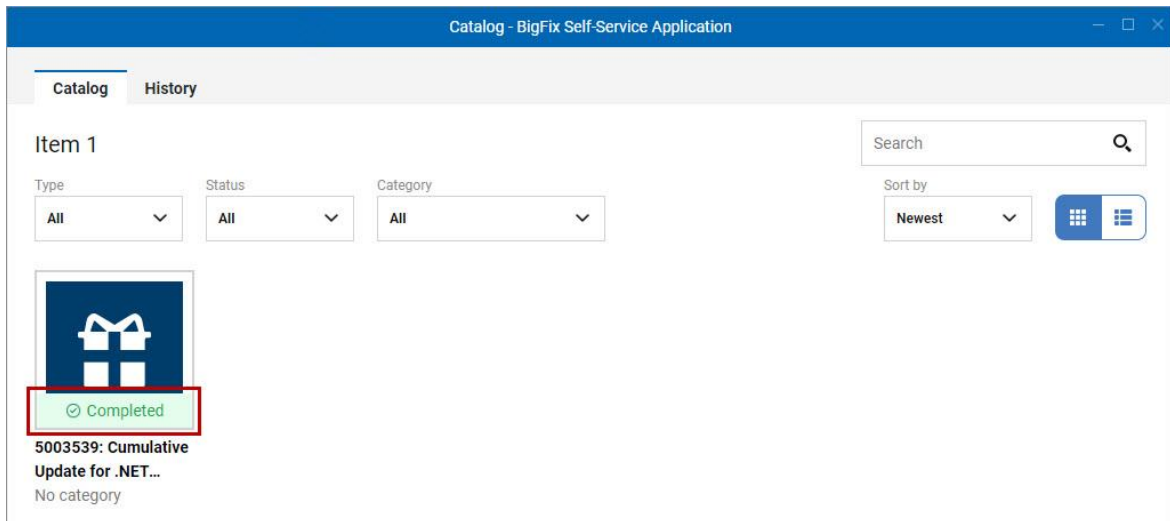 Catalog - BigFix Self-Service Application
Catalog History
Item 1
Search
Type Status Category Sort by
All All All Newest
Completed
5003539: Cumulative
Update for .NET...
No category